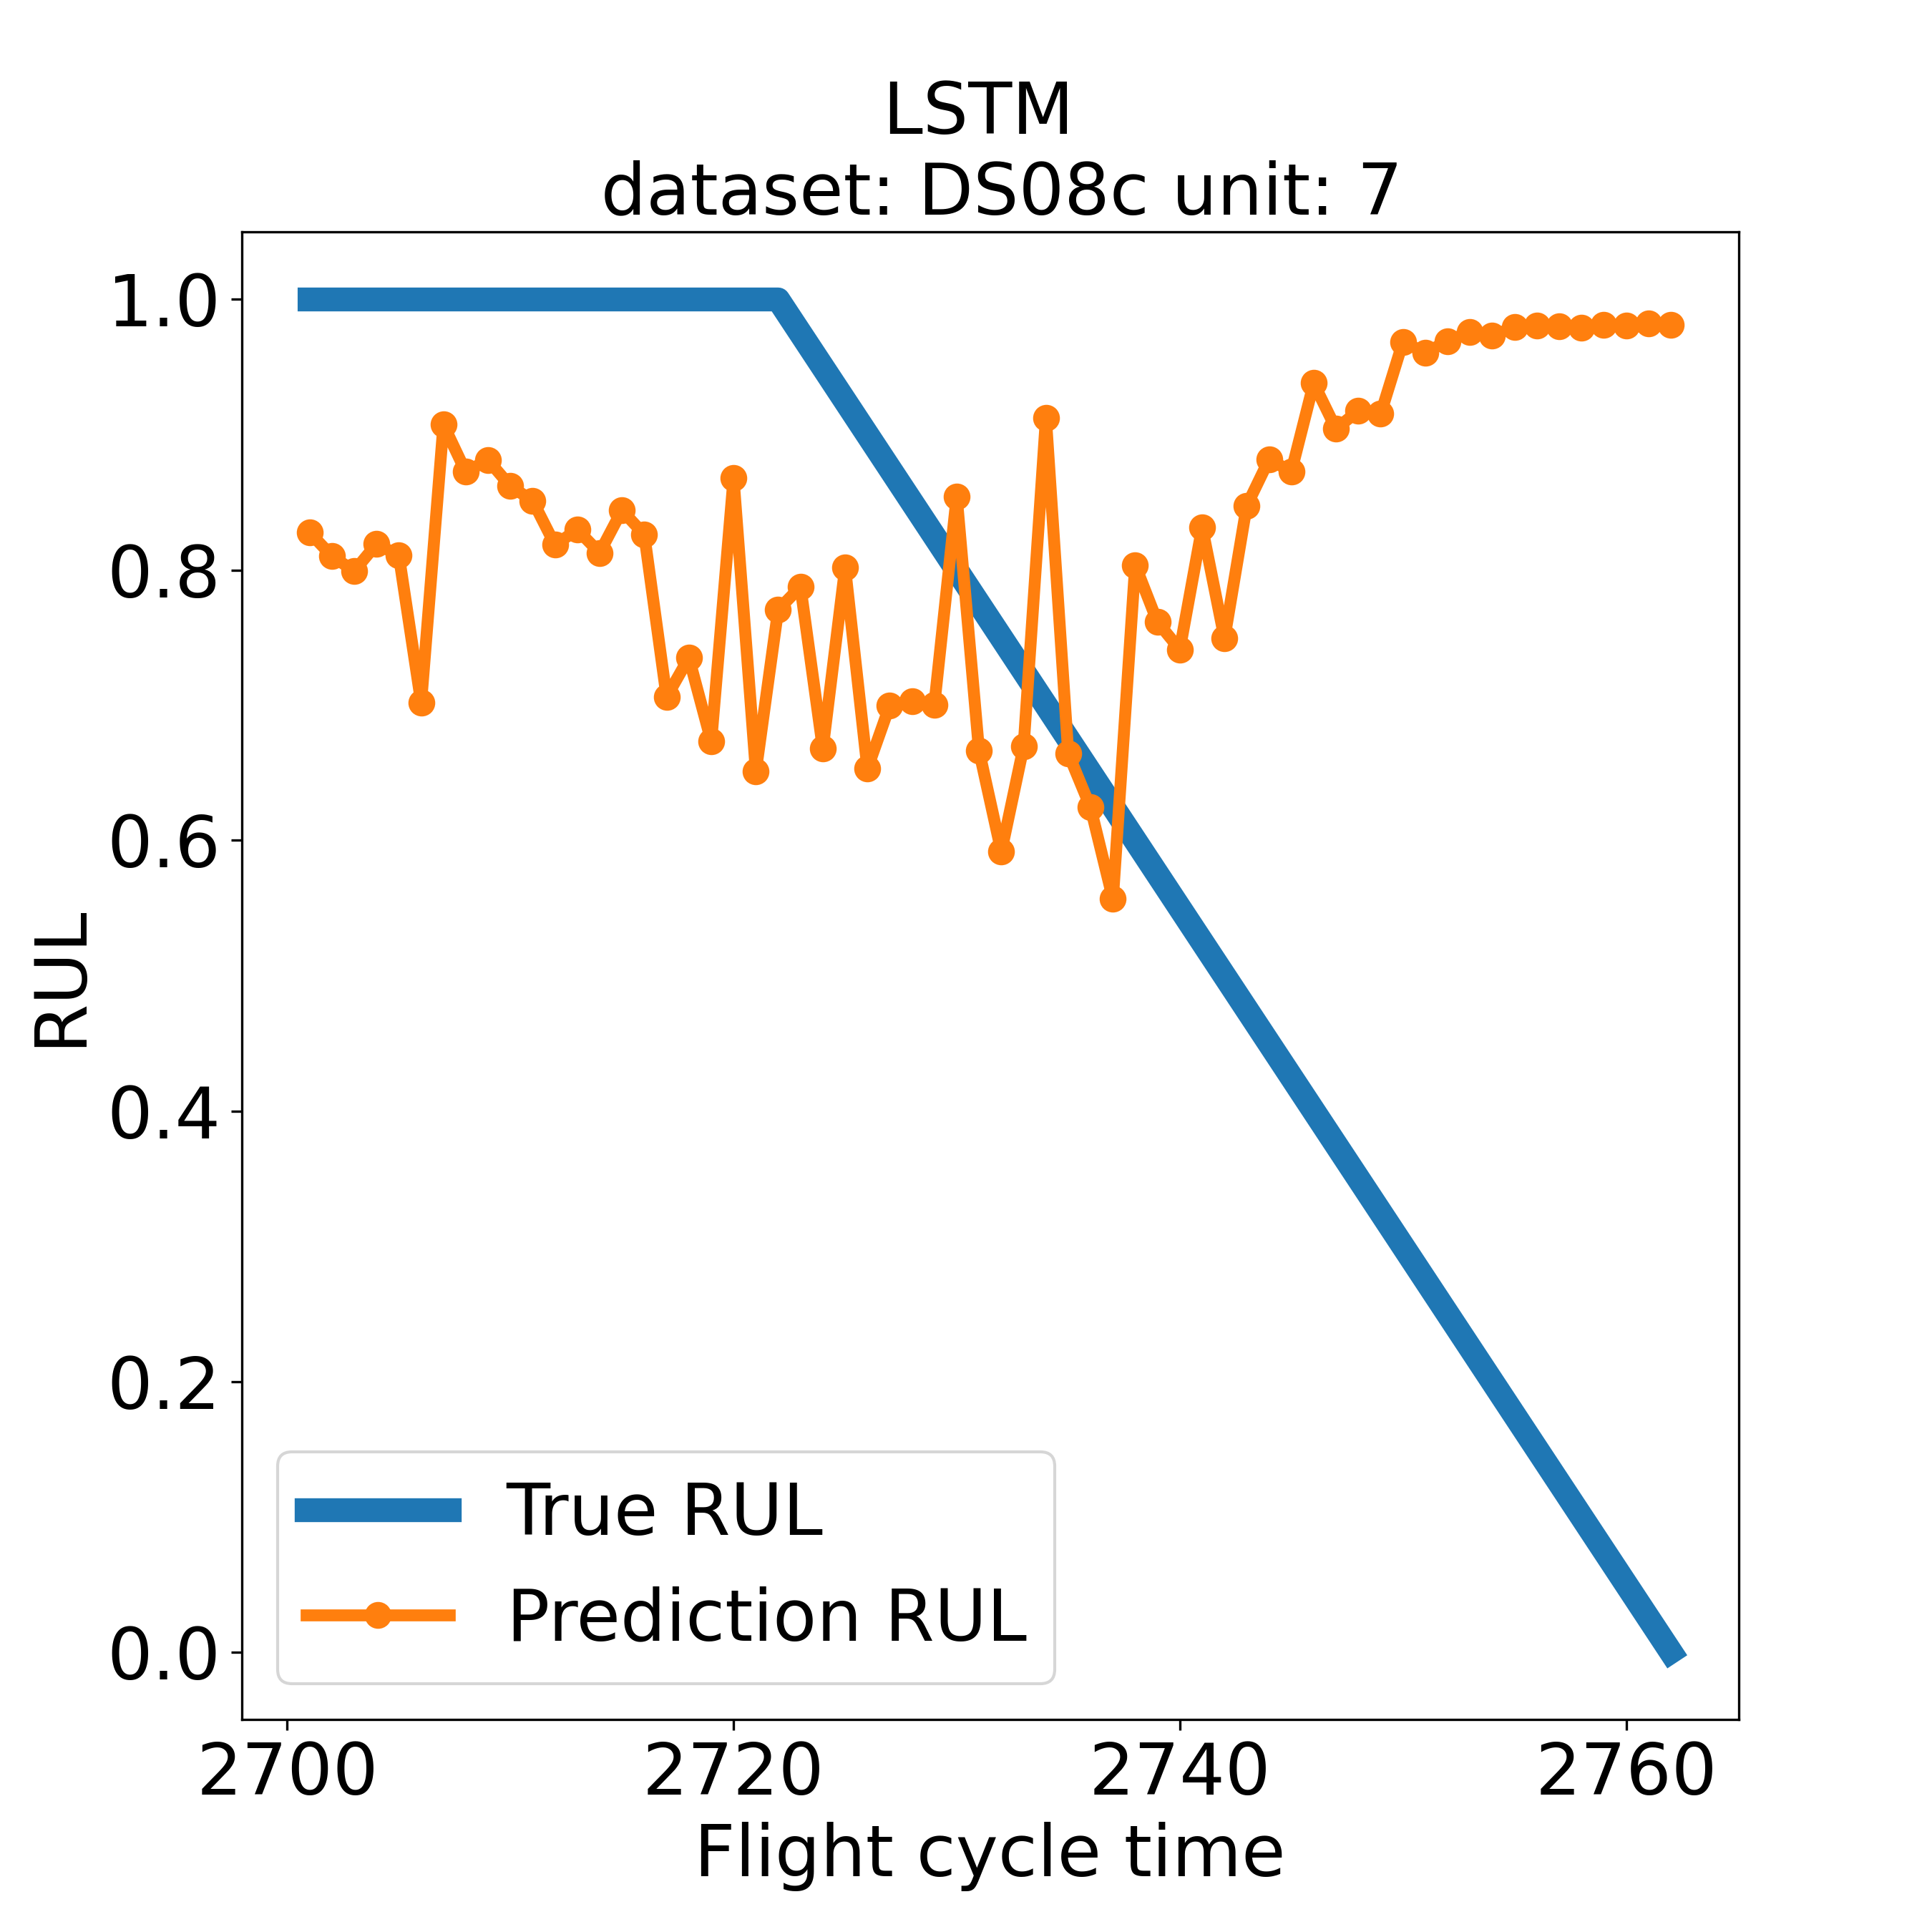 LSTM
dataset: DS08c unit: 7
1.0
0.8
0.6
0.4
0.2
0.0
RUL
True RUL
Prediction RUL
2700 2720 2740 2760
Flight cycle time